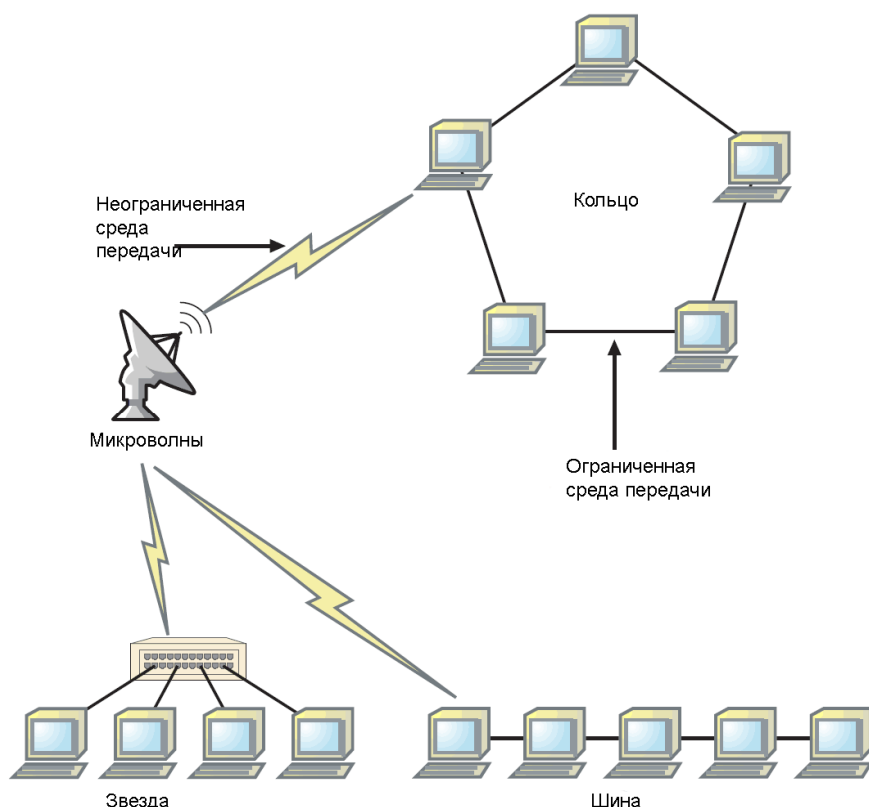 Неограниченная
среда
передачи
Кольцо
Микроволны
Ограниченная
среда передачи
Звезда
Шина